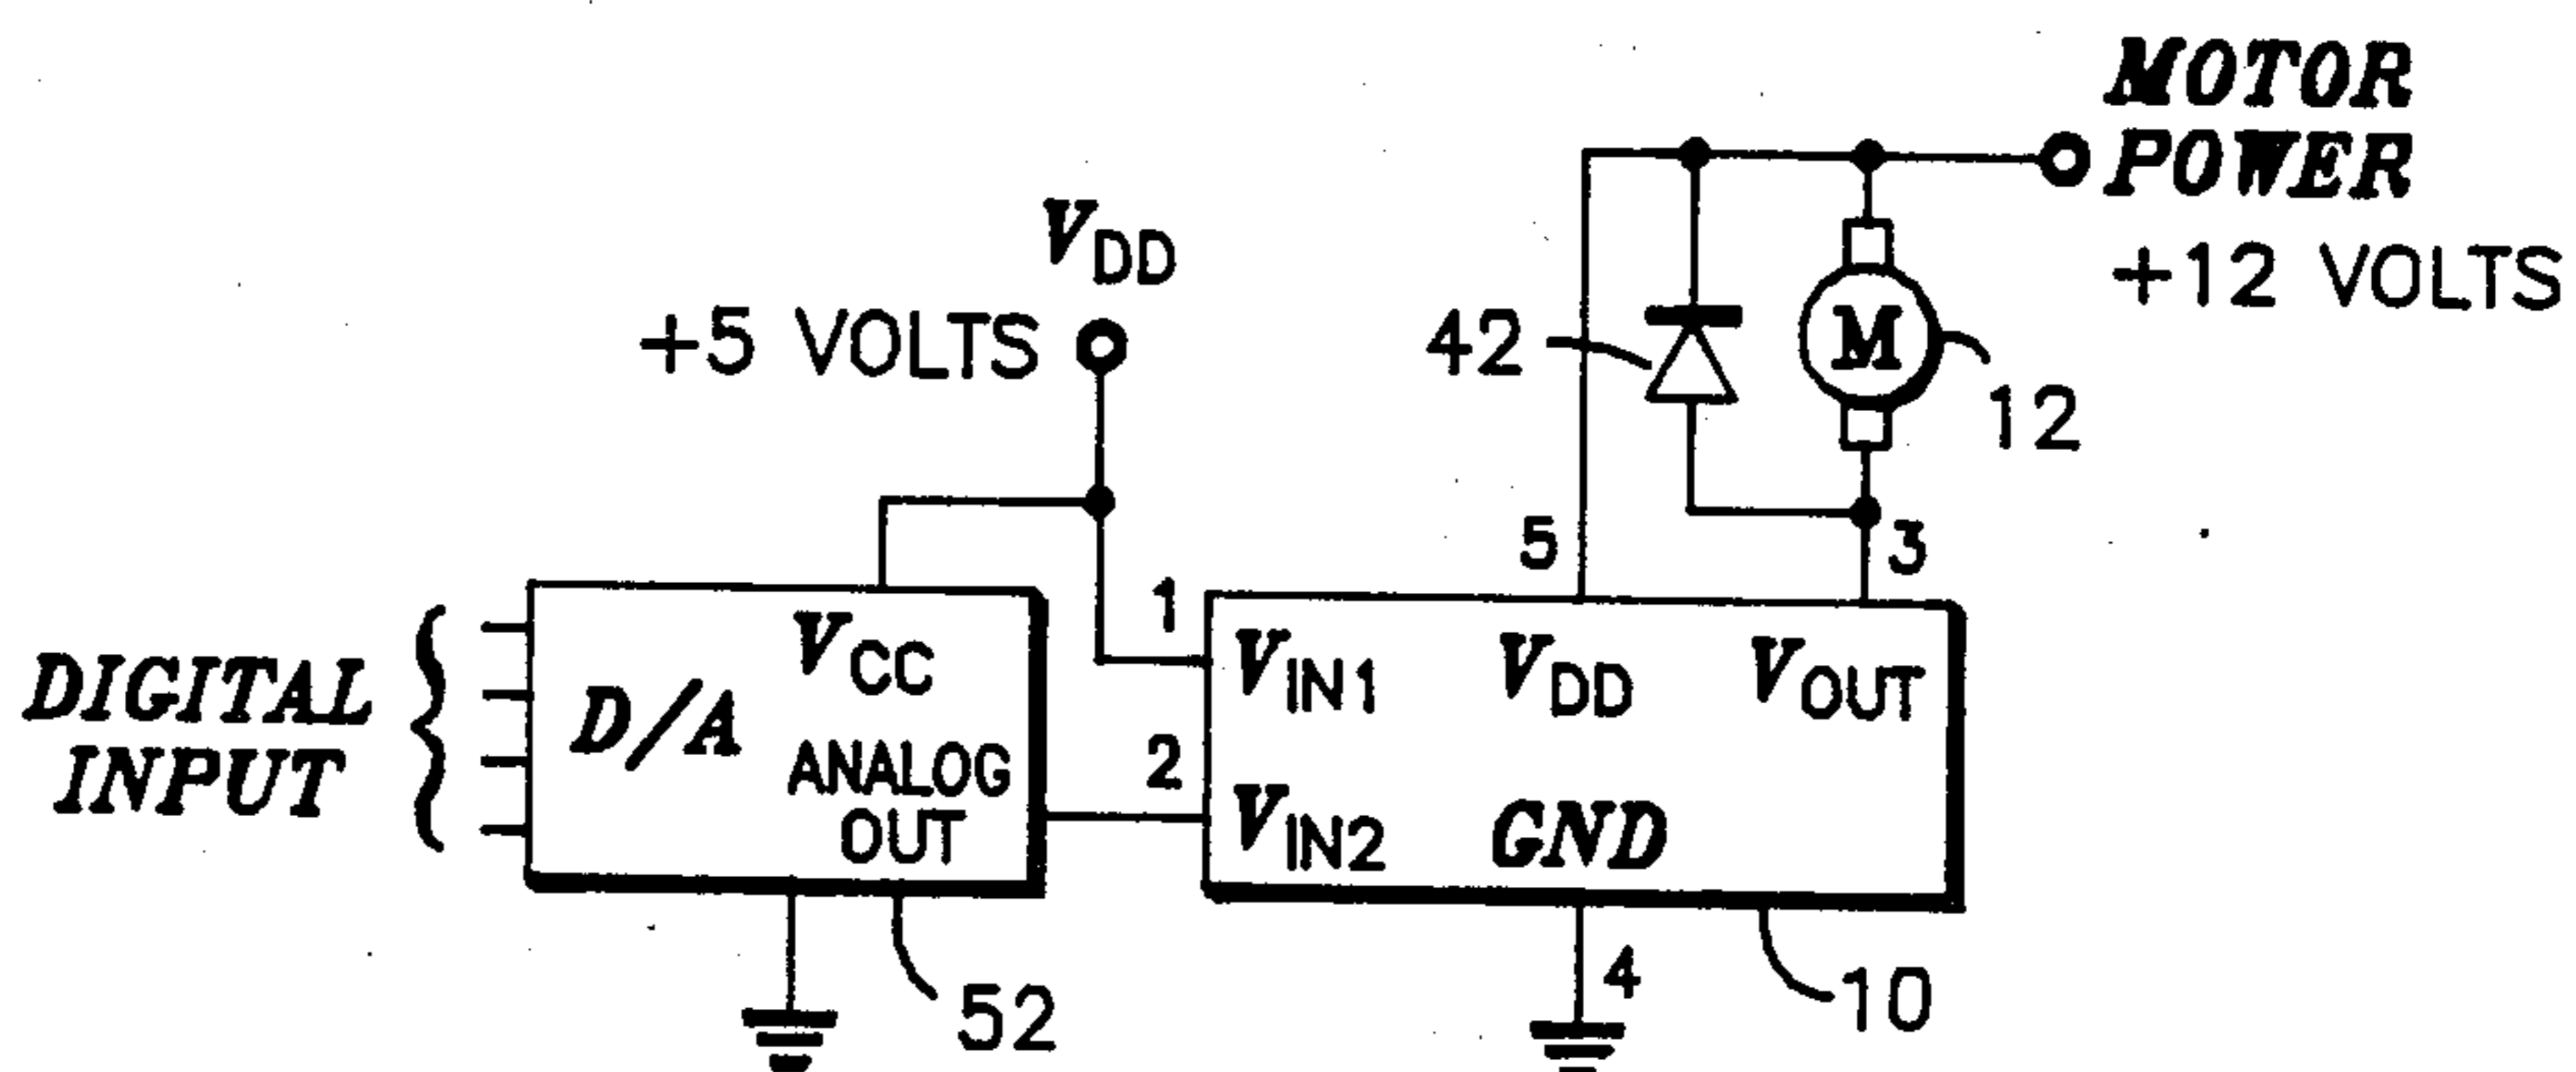 MOTOR
POWER
+12 VOLTS
VDD
+5 VOLTS
42
M
12
5
3
1
2
DIGITAL
INPUT
D/A
VCC
ANALOG
OUT
VIN1
VDD
VOUT
VIN2
GND
52
4
10